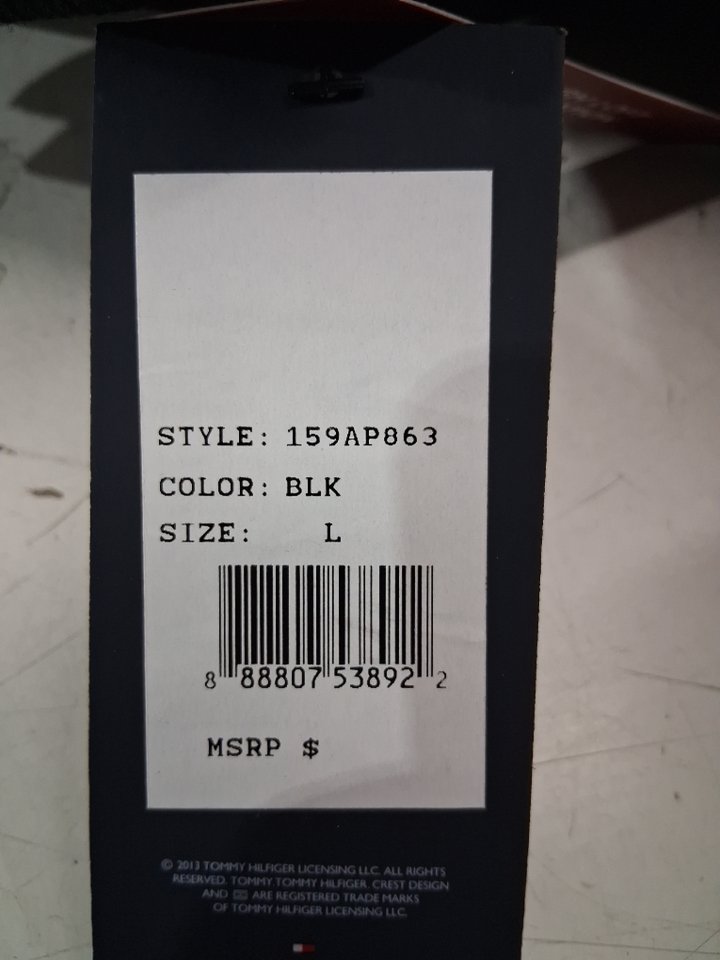 STYLE: 159AP863
COLOR: BLK
SIZE: L
8 88807 53892 2
MSRP $
© 2013 TOMMY HILFIGER LICENSING LLC. ALL RIGHTS
RESERVED. TOMMY, TOMMY HILFIGER, CREST DESIGN
AND ARE REGISTERED TRADE MARKS
OF TOMMY HILFIGER LICENSING LLC.